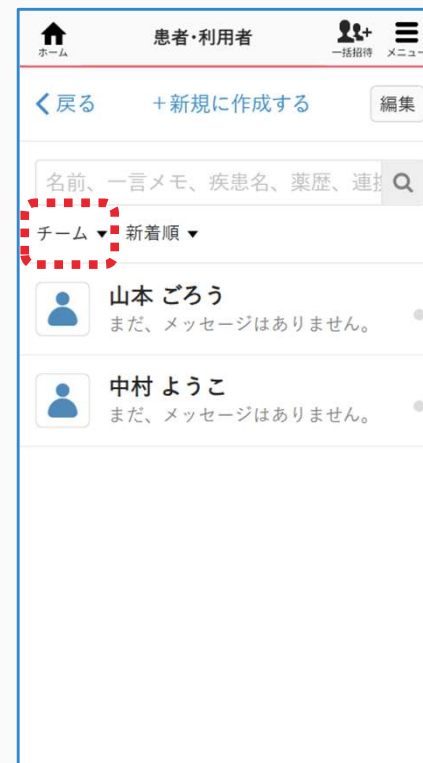 患者・利用者
ホーム
一括招待
メニュー
戻る
+新規に作成する
編集
名前、一言メモ、疾患名、薬歴、連
チーム ▼
新着順 ▼
山本 ごろう
まだ、メッセージはありません。
中村 ようこ
まだ、メッセージはありません。